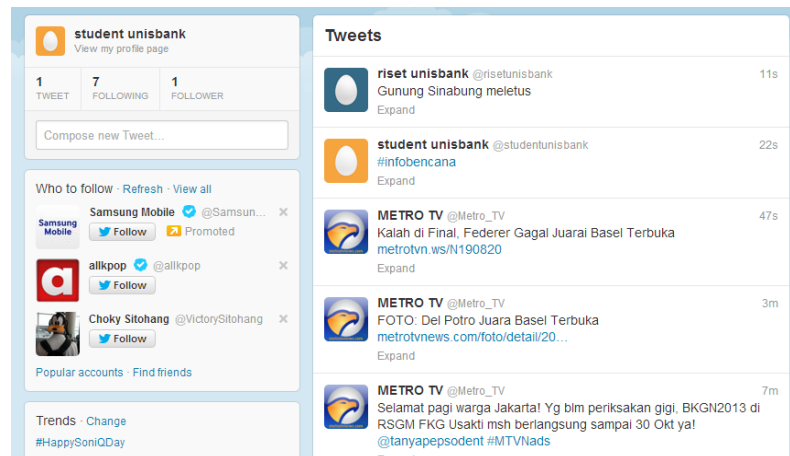 student unisbank
View my profile page
1 7 1
TWEET FOLLOWING FOLLOWER
Compose new Tweet...
Who to follow · Refresh · View all
Samsung Mobile @Samsun... ×
Samsung
Mobile
Follow Promoted
allkpop @allkpop ×
a
Follow
Choky Sitohang @VictorySitohang ×
Follow
Popular accounts · Find friends
Trends · Change
#HappySoniQDay
Tweets
riset unisbank @risetunisbank 11s
Gunung Sinabung meletus
Expand
student unisbank @studentunisbank 22s
#infobencana
Expand
METRO TV @Metro_TV 47s
Kalah di Final, Federer Gagal Juarai Basel Terbuka
metrotvn.ws/N190820
Expand
METRO TV @Metro_TV 3m
FOTO: Del Potro Juara Basel Terbuka
metrotvnews.com/foto/detail/20...
Expand
METRO TV @Metro_TV 7m
Selamat pagi warga Jakarta! Yg blm periksakan gigi, BKGN2013 di
RSGM FKG Usakti msh berlangsung sampai 30 Okt ya!
@tanyapepsodent #MTVNads
Expand